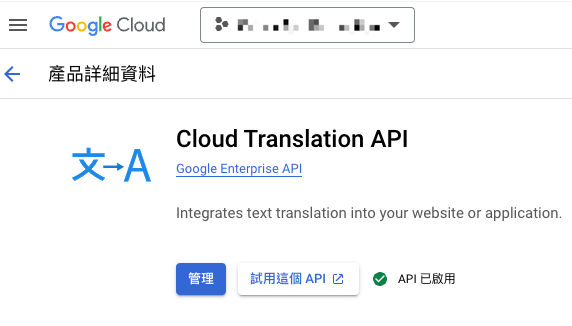 Google Cloud
產品詳細資料
文→A
Cloud Translation API
Google Enterprise API
Integrates text translation into your website or application.
管理
試用這個 API
API 已啟用